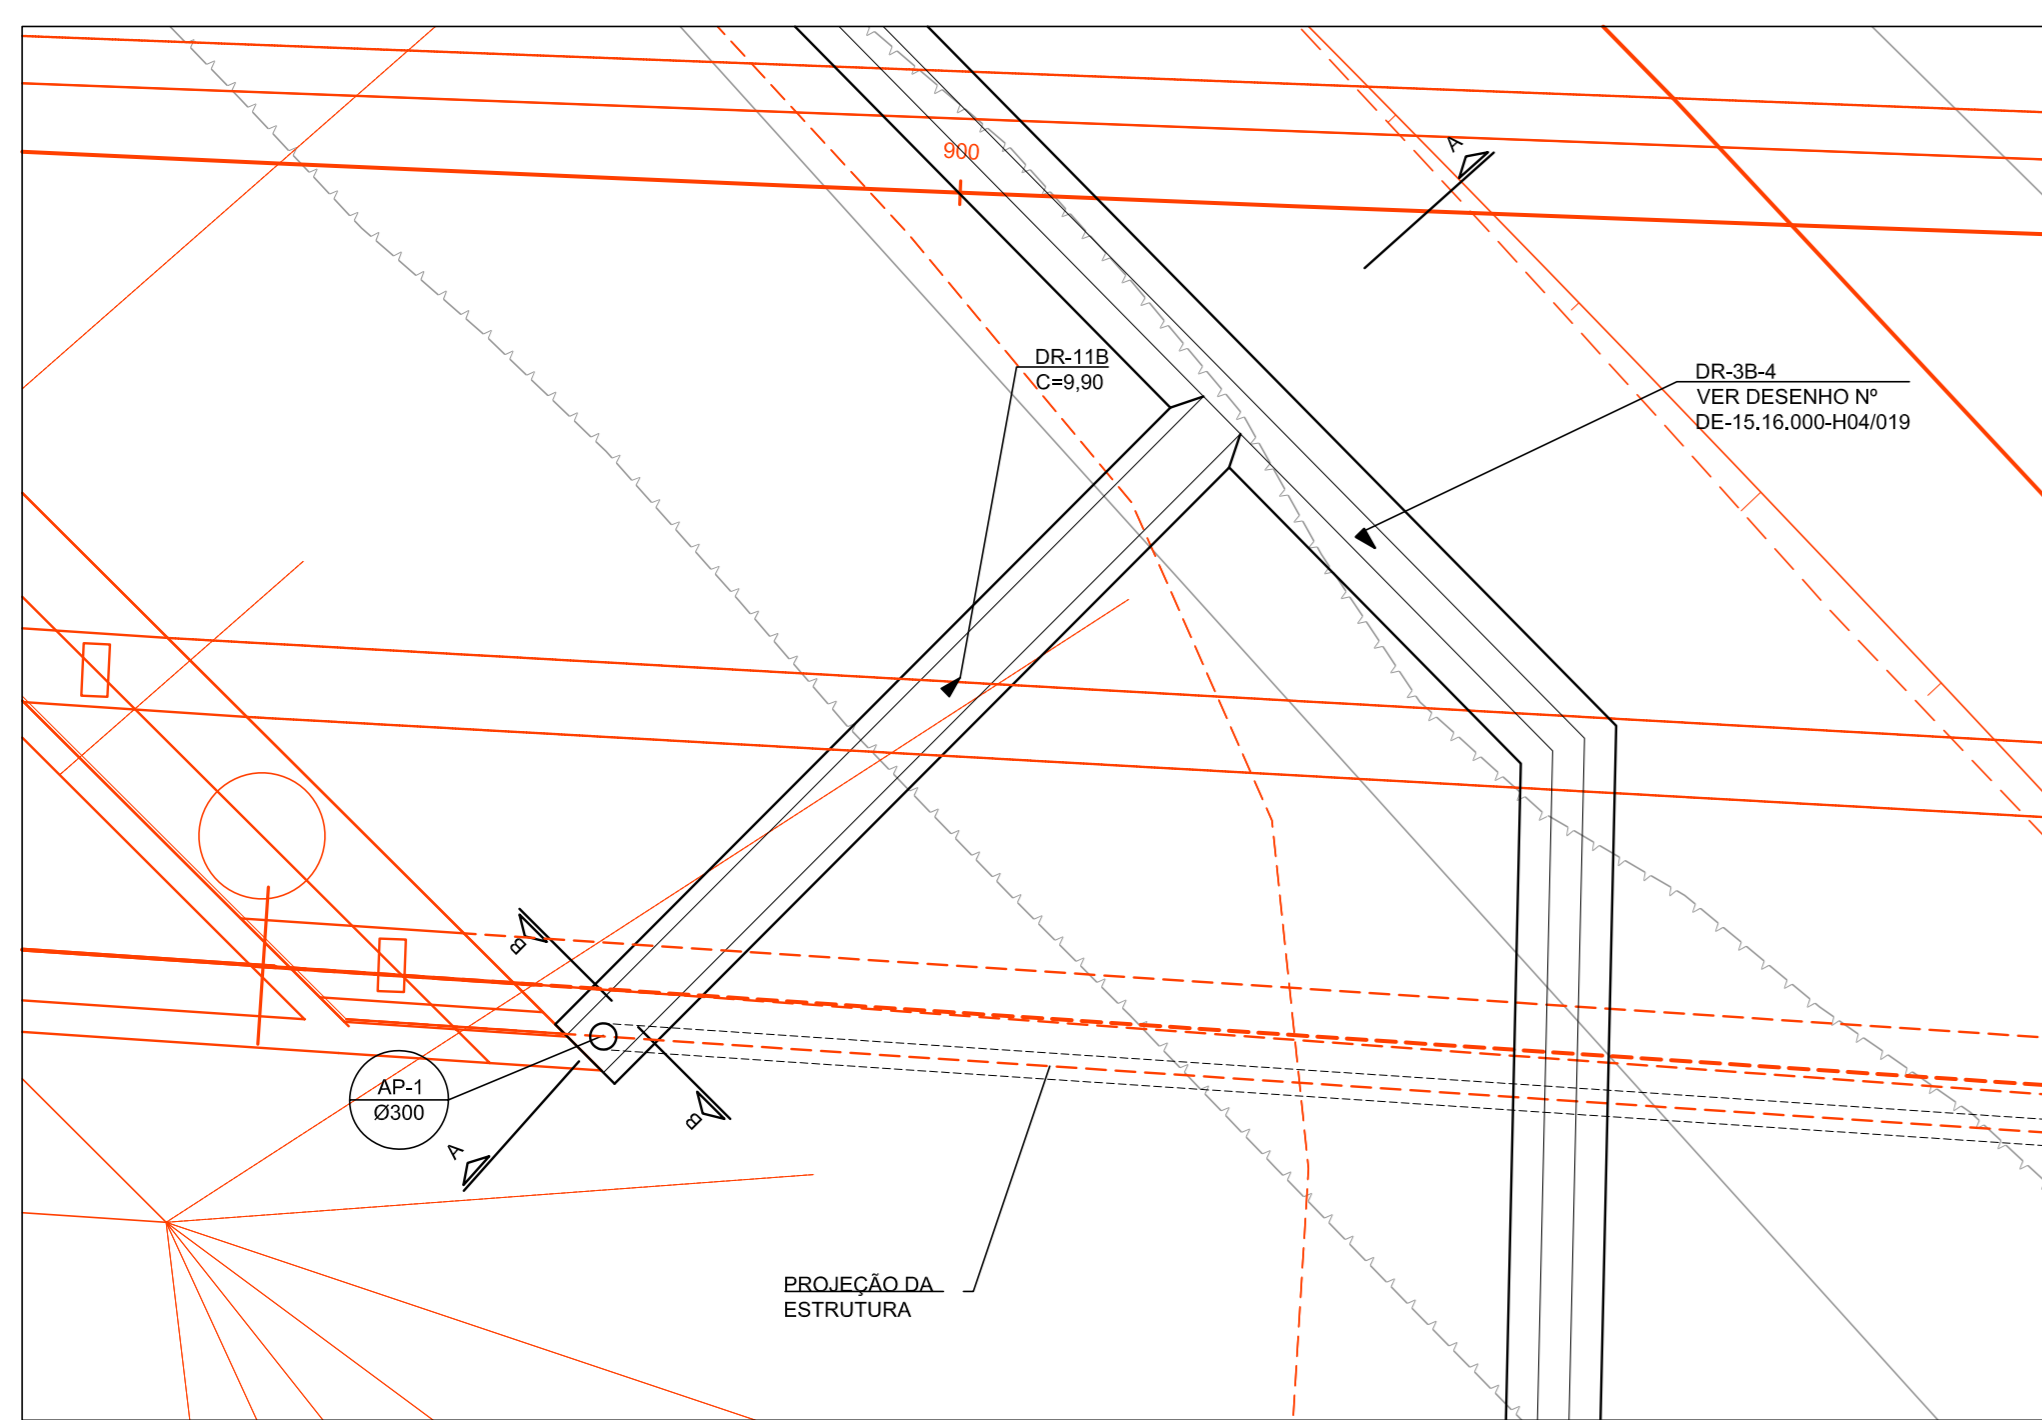 900
A
DR-11B
C=9,90
DR-3B-4
VER DESENHO Nº
DE-15.16.000-H04/019
B
AP-1
Ø300
B
A
PROJEÇÃO DA
ESTRUTURA